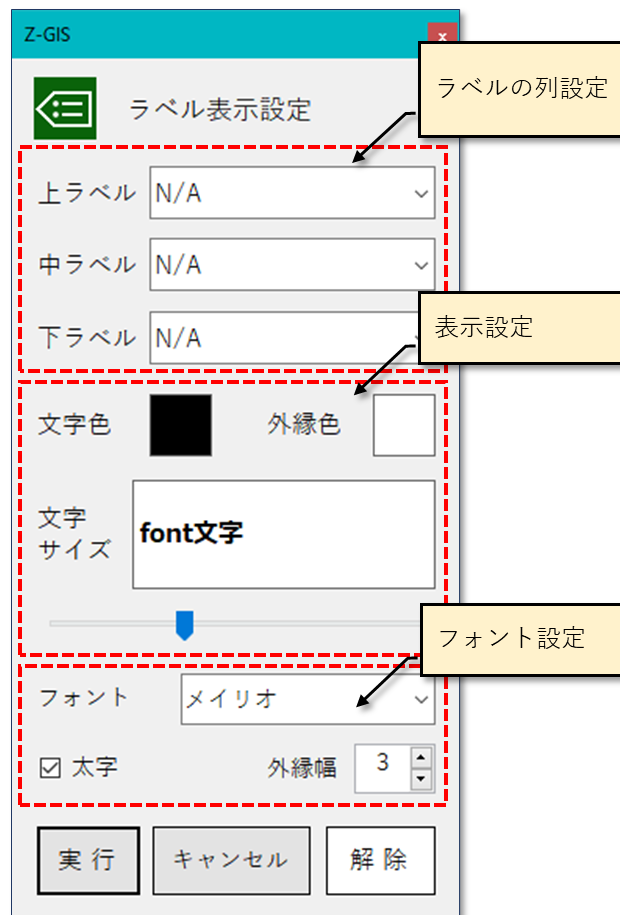 Z-GIS
x
ラベルの列設定
ラベル表示設定
上ラベル N/A
中ラベル N/A
表示設定
下ラベル N/A
文字色 外縁色
文字
サイズ
font文字
フォント設定
フォント メイリオ
太字 外縁幅 3
実行 キャンセル 解除